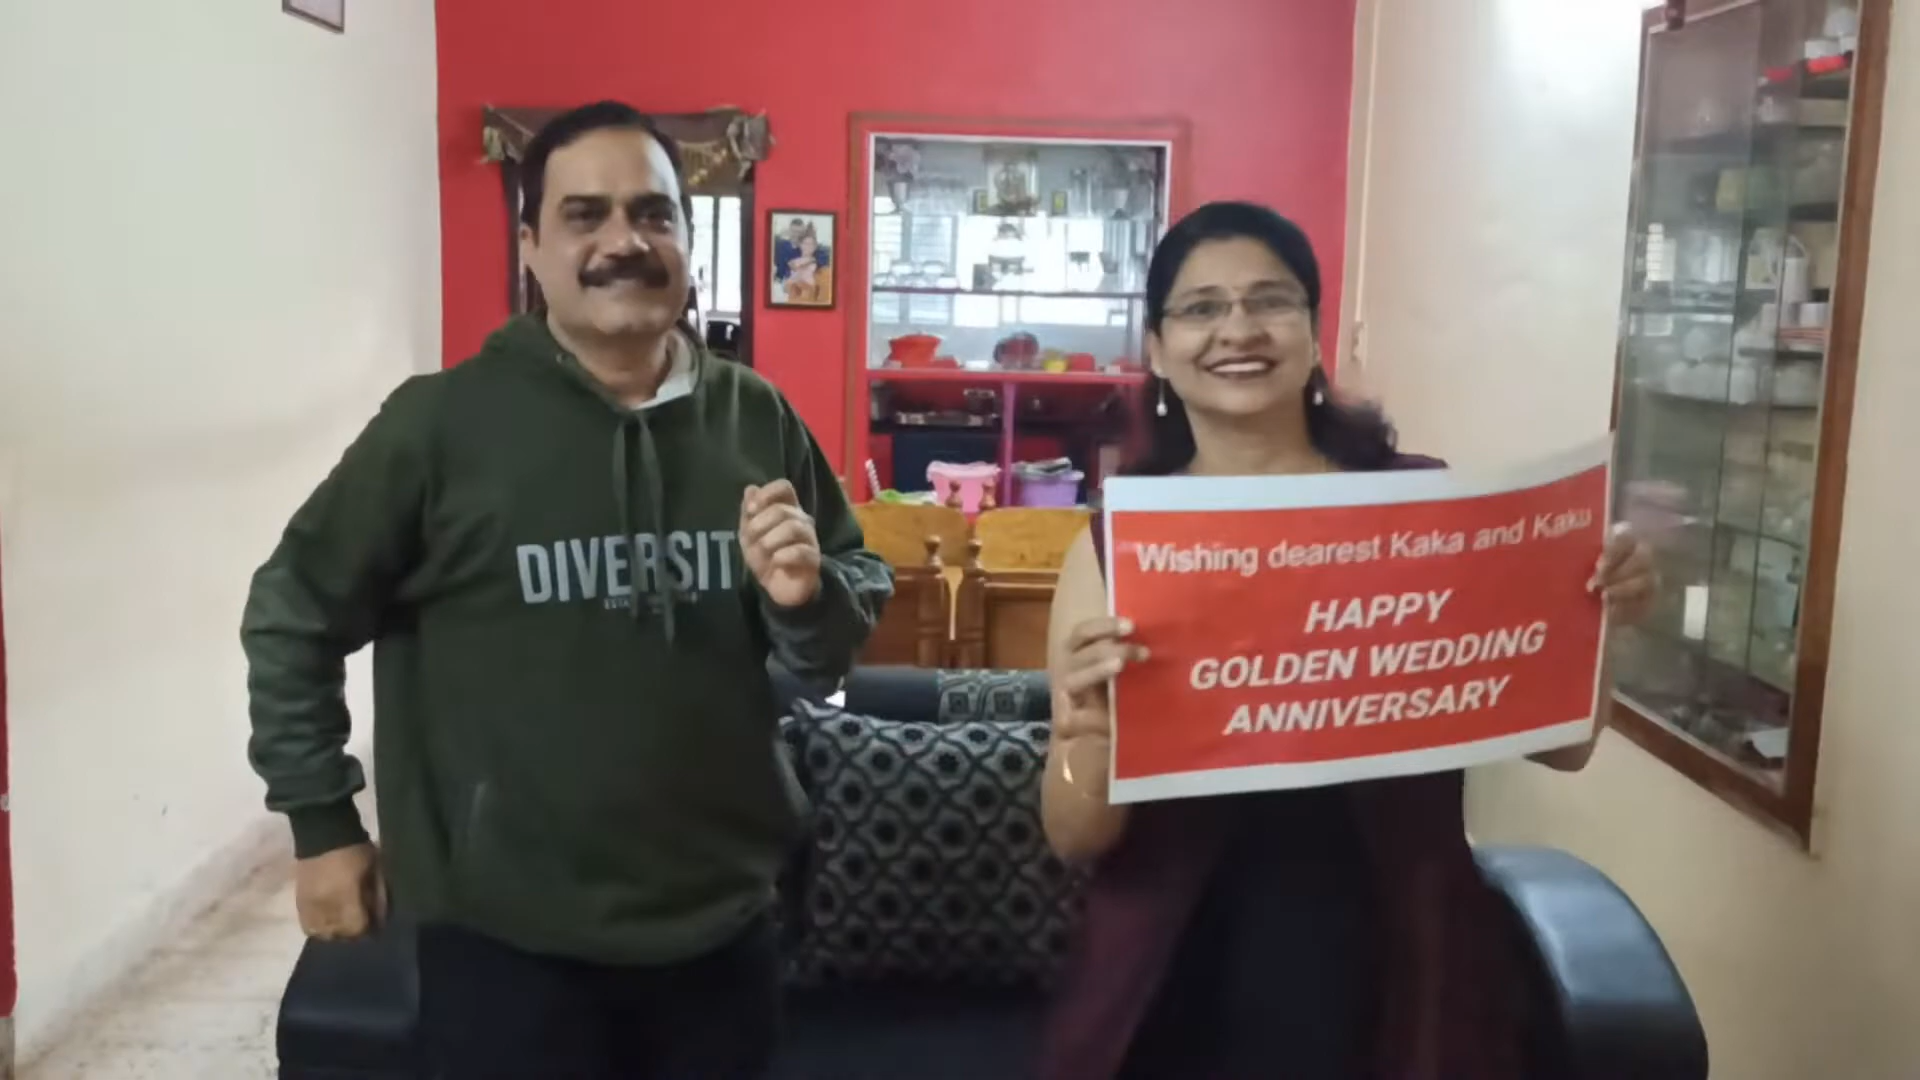 DIVERSIT
Wishing dearest Kaka and Kaku
HAPPY
GOLDEN WEDDING
ANNIVERSARY